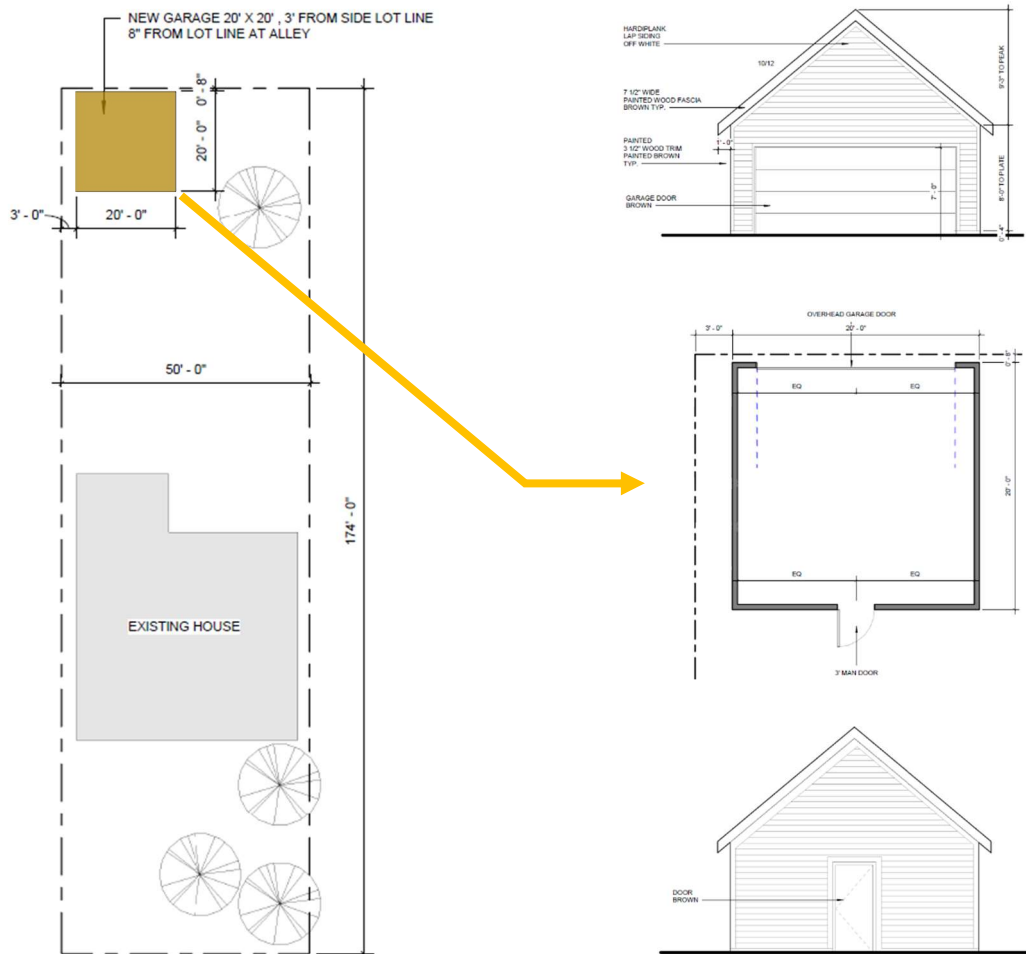 NEW GARAGE 20' X 20' , 3' FROM SIDE LOT LINE
8" FROM LOT LINE AT ALLEY
0' - 8"
20' - 0"
3' - 0"
20' - 0"
50' - 0"
174' - 0"
EXISTING HOUSE
HARDIPLANK
LAP SIDING
OFF WHITE
10/12
7 1/2" WIDE
PAINTED WOOD FASCIA
BROWN TYP.
PAINTED
3 1/2" WOOD TRIM
PAINTED BROWN
TYP.
1' - 0"
GARAGE DOOR
BROWN
7' - 0"
9'-3" TO PEAK
8'-0" TO PLATE
0' - 4"
OVERHEAD GARAGE DOOR
3' - 0"
20' - 0"
0' - 8"
EQ
EQ
20' - 0"
EQ
EQ
3' MAN DOOR
DOOR
BROWN